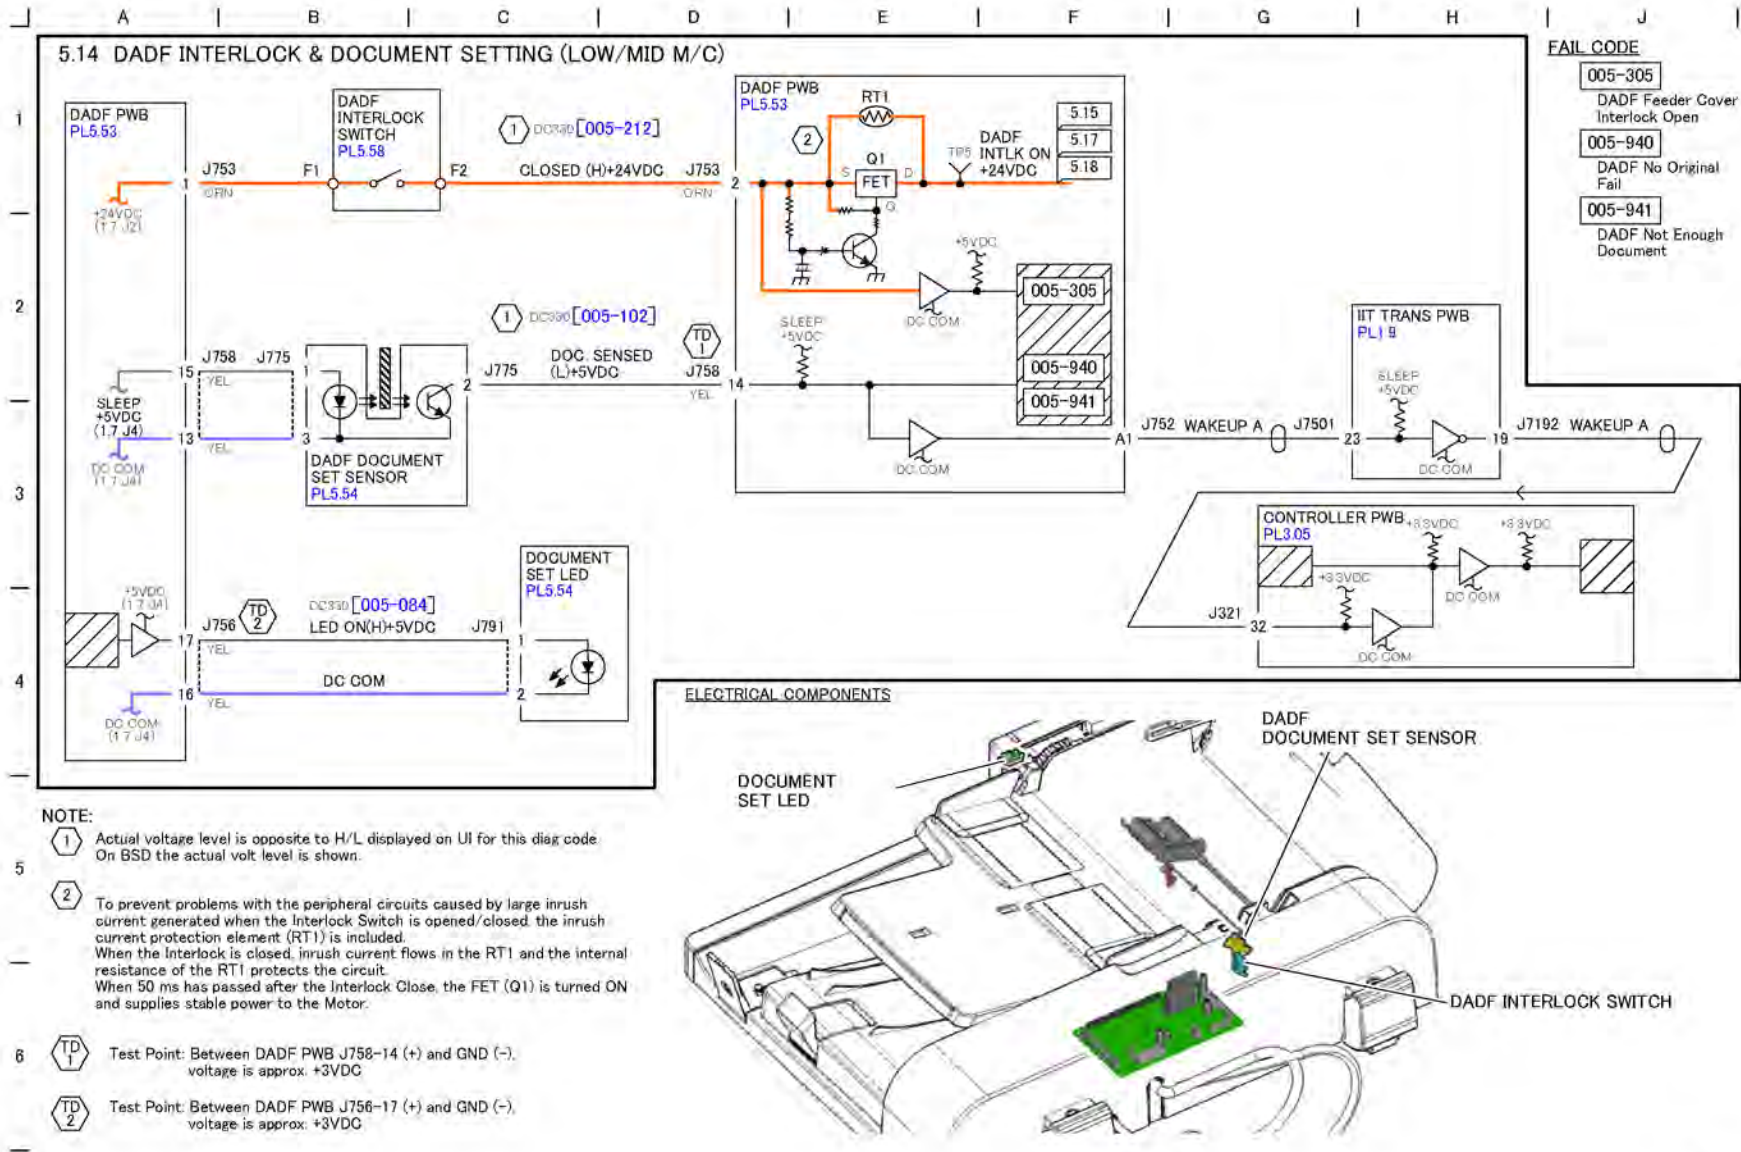 A B C D E F G H I J
1
2
3
4
5
6
5.14 DADF INTERLOCK & DOCUMENT SETTING (LOW/MID M/C)
DADF PWB
PL5.53
1
J753
ORN
+24VDC
(1.7 J2)
DADF
INTERLOCK
SWITCH
PL5.58
F1
F2
1
DC330 [005-212]
CLOSED (H)+24VDC
J753
ORN
2
DADF PWB
PL5.53
2
RT1
Q1
S
FET
D
G
TP5
DADF
INTLK ON
+24VDC
5.15
5.17
5.18
+5VDC
DC COM
005-305
005-940
005-941
SLEEP
+5VDC
DC COM
A1
J752 WAKEUP A J7501
15
J758
J775
YEL
SLEEP
+5VDC
(1.7 J4)
13
YEL
DC COM
(1.7 J4)
1
3
2
DADF DOCUMENT
SET SENSOR
PL5.54
1
DC330 [005-102]
J775
DOC. SENSED
(L)+5VDC
TD
1
J758
YEL
14
IIT TRANS PWB
SLEEP
+5VDC
23
19
DC COM
J7192 WAKEUP A
CONTROLLER PWB
PL3.05
+3.3VDC
+3.3VDC
+3.3VDC
DC COM
J321
32
DC COM
+5VDC
(1.7 J4)
17
J756
YEL
TD
2
DC330 [005-084]
LED ON(H)+5VDC
J791
DOCUMENT
SET LED
PL5.54
1
2
16
YEL
DC COM
DC COM
(1.7 J4)
FAIL CODE
005-305
DADF Feeder Cover
Interlock Open
005-940
DADF No Original
Fail
005-941
DADF Not Enough
Document
ELECTRICAL COMPONENTS
DOCUMENT
SET LED
DADF
DOCUMENT SET SENSOR
DADF INTERLOCK SWITCH
NOTE:
1 Actual voltage level is opposite to H/L displayed on UI for this diag code.
On BSD the actual volt level is shown.
2 To prevent problems with the peripheral circuits caused by large inrush
current generated when the Interlock Switch is opened/closed, the inrush
current protection element (RT1) is included.
When the Interlock is closed, inrush current flows in the RT1 and the internal
resistance of the RT1 protects the circuit.
When 50 ms has passed after the Interlock Close, the FET (Q1) is turned ON
and supplies stable power to the Motor.
TD
1
Test Point: Between DADF PWB J758-14 (+) and GND (-),
voltage is approx. +3VDC
TD
2
Test Point: Between DADF PWB J756-17 (+) and GND (-),
voltage is approx. +3VDC